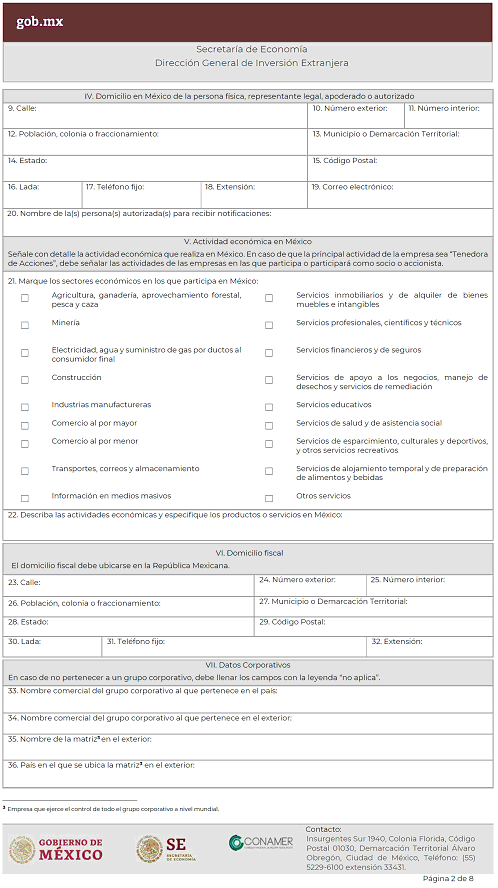 gob.mx
Secretaría de Economía
Dirección General de Inversión Extranjera
IV. Domicilio en México de la persona física, representante legal, apoderado o autorizado
9. Calle:
10. Número exterior:
11. Número interior:
12. Población, colonia o fraccionamiento:
13. Municipio o Demarcación Territorial:
14. Estado:
15. Código Postal:
16. Lada:
17. Teléfono fijo:
18. Extensión:
19. Correo electrónico:
20. Nombre de la(s) persona(s) autorizada(s) para recibir notificaciones:
V. Actividad económica en México
Señale con detalle la actividad económica que realiza en México. En caso de que la principal actividad de la empresa sea “Tenedora
de Acciones”, debe señalar las actividades de las empresas en las que participa o participará como socio o accionista.
21. Marque los sectores económicos en los que participa en México:
Agricultura, ganadería, aprovechamiento forestal,
pesca y caza
Servicios inmobiliarios y de alquiler de bienes
muebles e intangibles
Minería
Servicios profesionales, científicos y técnicos
Electricidad, agua y suministro de gas por ductos al
consumidor final
Servicios financieros y de seguros
Construcción
Servicios de apoyo a los negocios, manejo de
desechos y servicios de remediación
Industrias manufactureras
Servicios educativos
Comercio al por mayor
Servicios de salud y de asistencia social
Comercio al por menor
Servicios de esparcimiento, culturales y deportivos,
y otros servicios recreativos
Transportes, correos y almacenamiento
Servicios de alojamiento temporal y de preparación
de alimentos y bebidas
Información en medios masivos
Otros servicios
22. Describa las actividades económicas y especifique los productos o servicios en México:
VI. Domicilio fiscal
El domicilio fiscal debe ubicarse en la República Mexicana.
23. Calle:
24. Número exterior:
25. Número interior:
26. Población, colonia o fraccionamiento:
27. Municipio o Demarcación Territorial:
28. Estado:
29. Código Postal:
30. Lada:
31. Teléfono fijo:
32. Extensión:
VII. Datos Corporativos
En caso de no pertenecer a un grupo corporativo, debe llenar los campos con la leyenda “no aplica”.
33. Nombre comercial del grupo corporativo al que pertenece en el país:
34. Nombre comercial del grupo corporativo al que pertenece en el exterior:
35. Nombre de la matriz³ en el exterior:
36. País en el que se ubica la matriz³ en el exterior:
³ Empresa que ejerce el control de todo el grupo corporativo a nivel mundial.
GOBIERNO DE
MÉXICO
SE
SECRETARÍA
DE ECONOMÍA
CONAMER
Contacto:
Insurgentes Sur 1940, Colonia Florida, Código
Postal 01030, Demarcación Territorial Álvaro
Obregón, Ciudad de México, Teléfono: (55)
5229-6100 extensión 33431.
Página 2 de 8